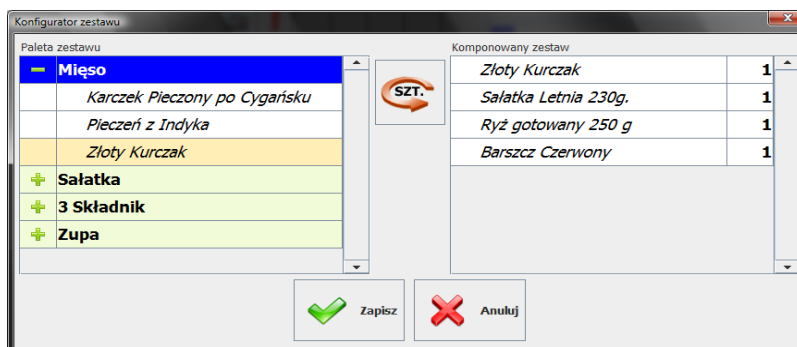 Konfigurator zestawu
Paleta zestawu
Mięso
Karczek Pieczony po Cygańsku
Pieczeń z Indyka
Złoty Kurczak
Sałatka
3 Składnik
Zupa
SZT.
Komponowany zestaw
Złoty Kurczak 1
Sałatka Letnia 230g. 1
Ryż gotowany 250 g 1
Barszcz Czerwony 1
Zapisz
Anuluj